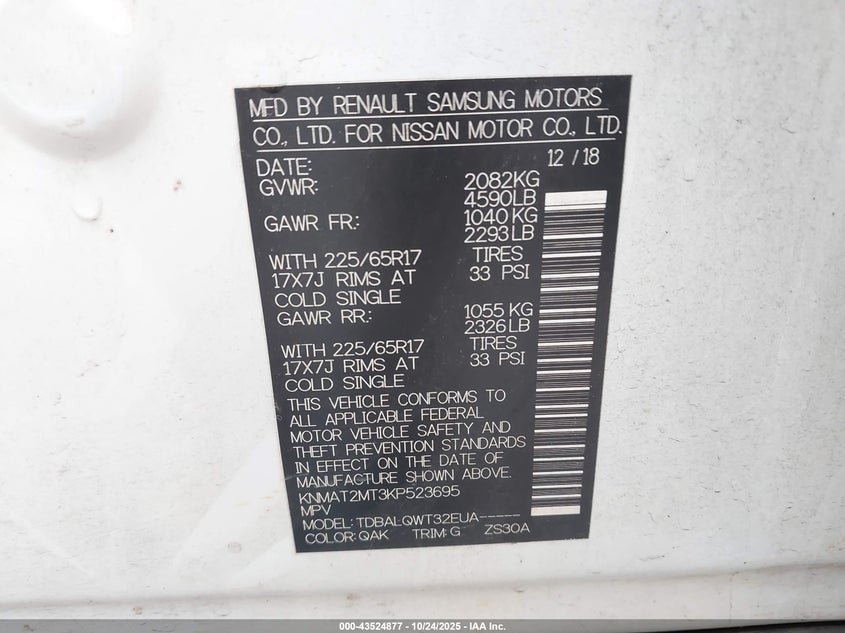 MFD BY RENAULT SAMSUNG MOTORS
CO., LTD. FOR NISSAN MOTOR CO., LTD.
DATE: 12 / 18
GVWR: 2082KG
4590LB
GAWR FR.: 1040KG
2293LB
WITH 225/65R17 TIRES
17X7J RIMS AT 33 PSI
COLD SINGLE
GAWR RR.: 1055 KG
2326LB
WITH 225/65R17 TIRES
17X7J RIMS AT 33 PSI
COLD SINGLE
THIS VEHICLE CONFORMS TO
ALL APPLICABLE FEDERAL
MOTOR VEHICLE SAFETY AND
THEFT PREVENTION STANDARDS
IN EFFECT ON THE DATE OF
MANUFACTURE SHOWN ABOVE.
KNMAT2MT3KP523695
MPV
MODEL: TDBALQWT32EUA-----
COLOR: QAK TRIM: G ZS30A
000-43524877 - 10/24/2025 - IAA Inc.